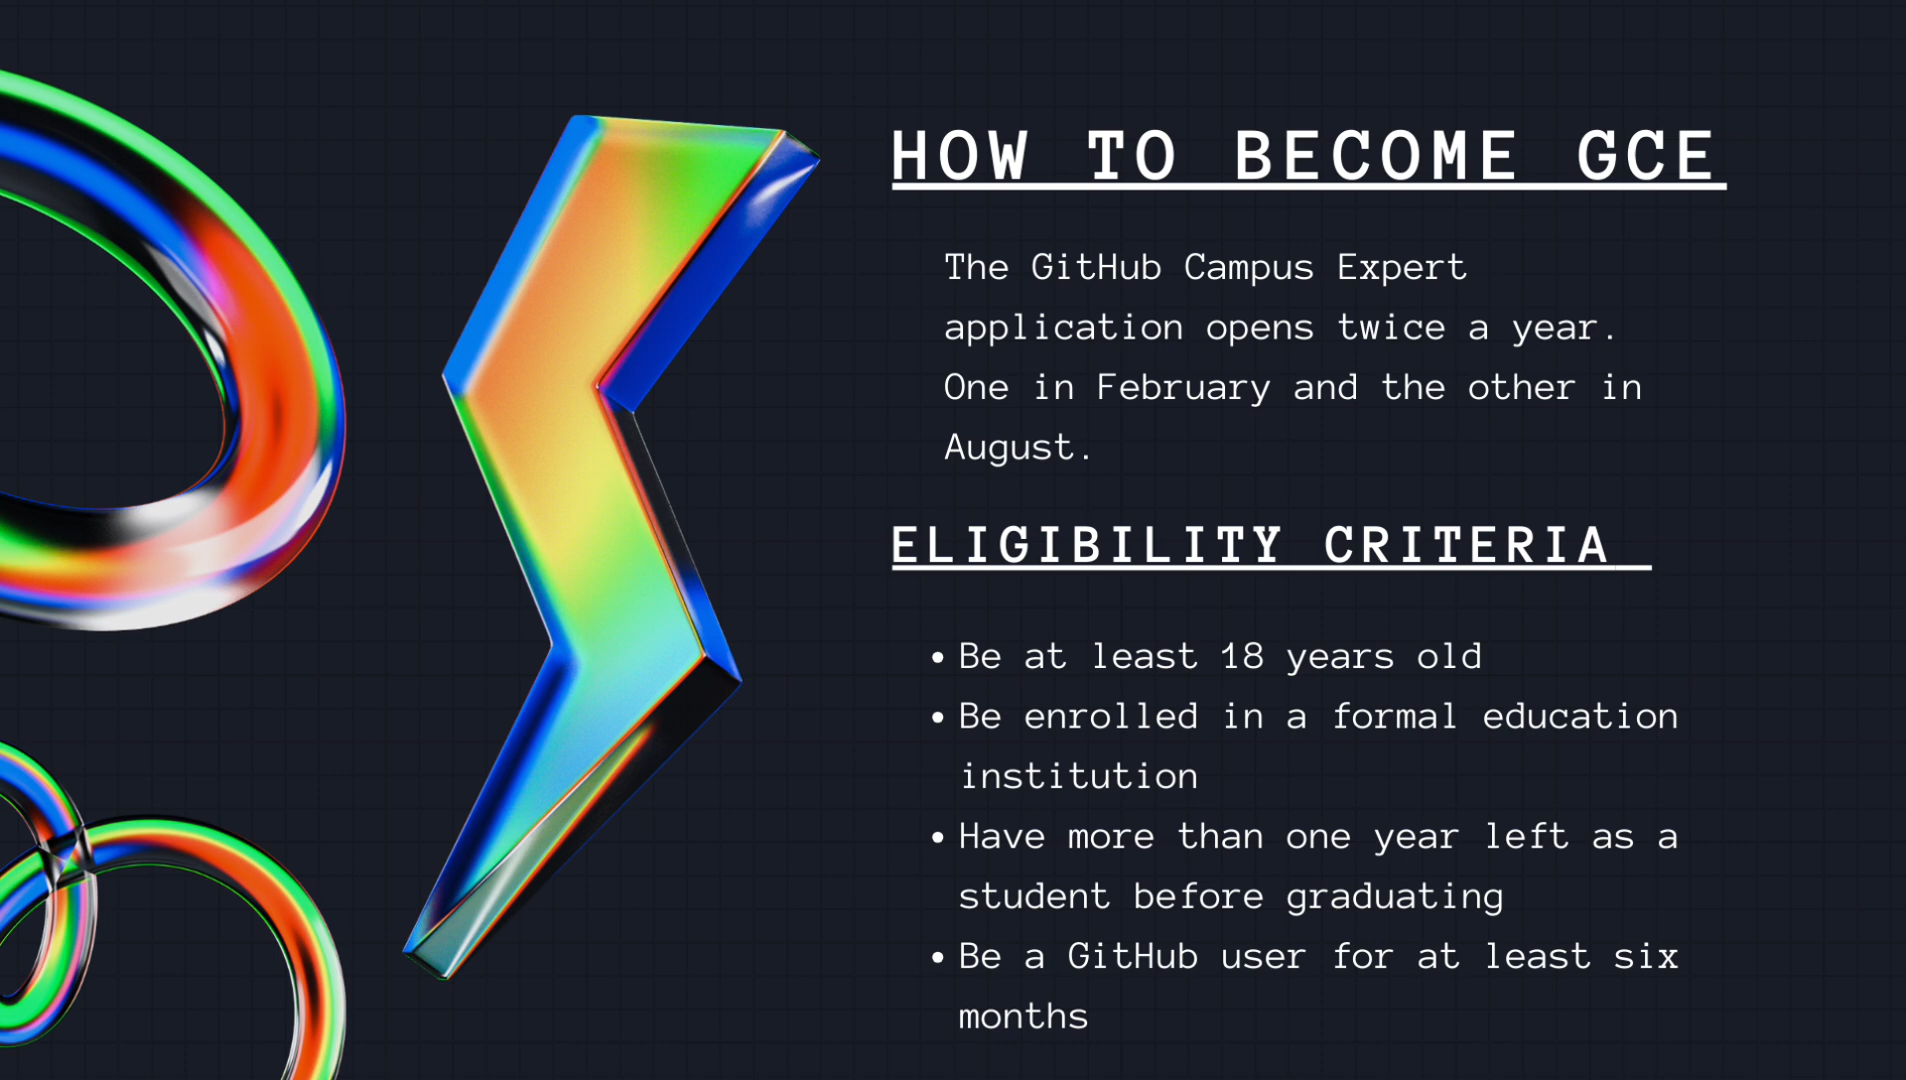 HOW TO BECOME GCE
The GitHub Campus Expert
application opens twice a year.
One in February and the other in
August.
ELIGIBILITY CRITERIA
• Be at least 18 years old
• Be enrolled in a formal education
institution
• Have more than one year left as a
student before graduating
• Be a GitHub user for at least six
months